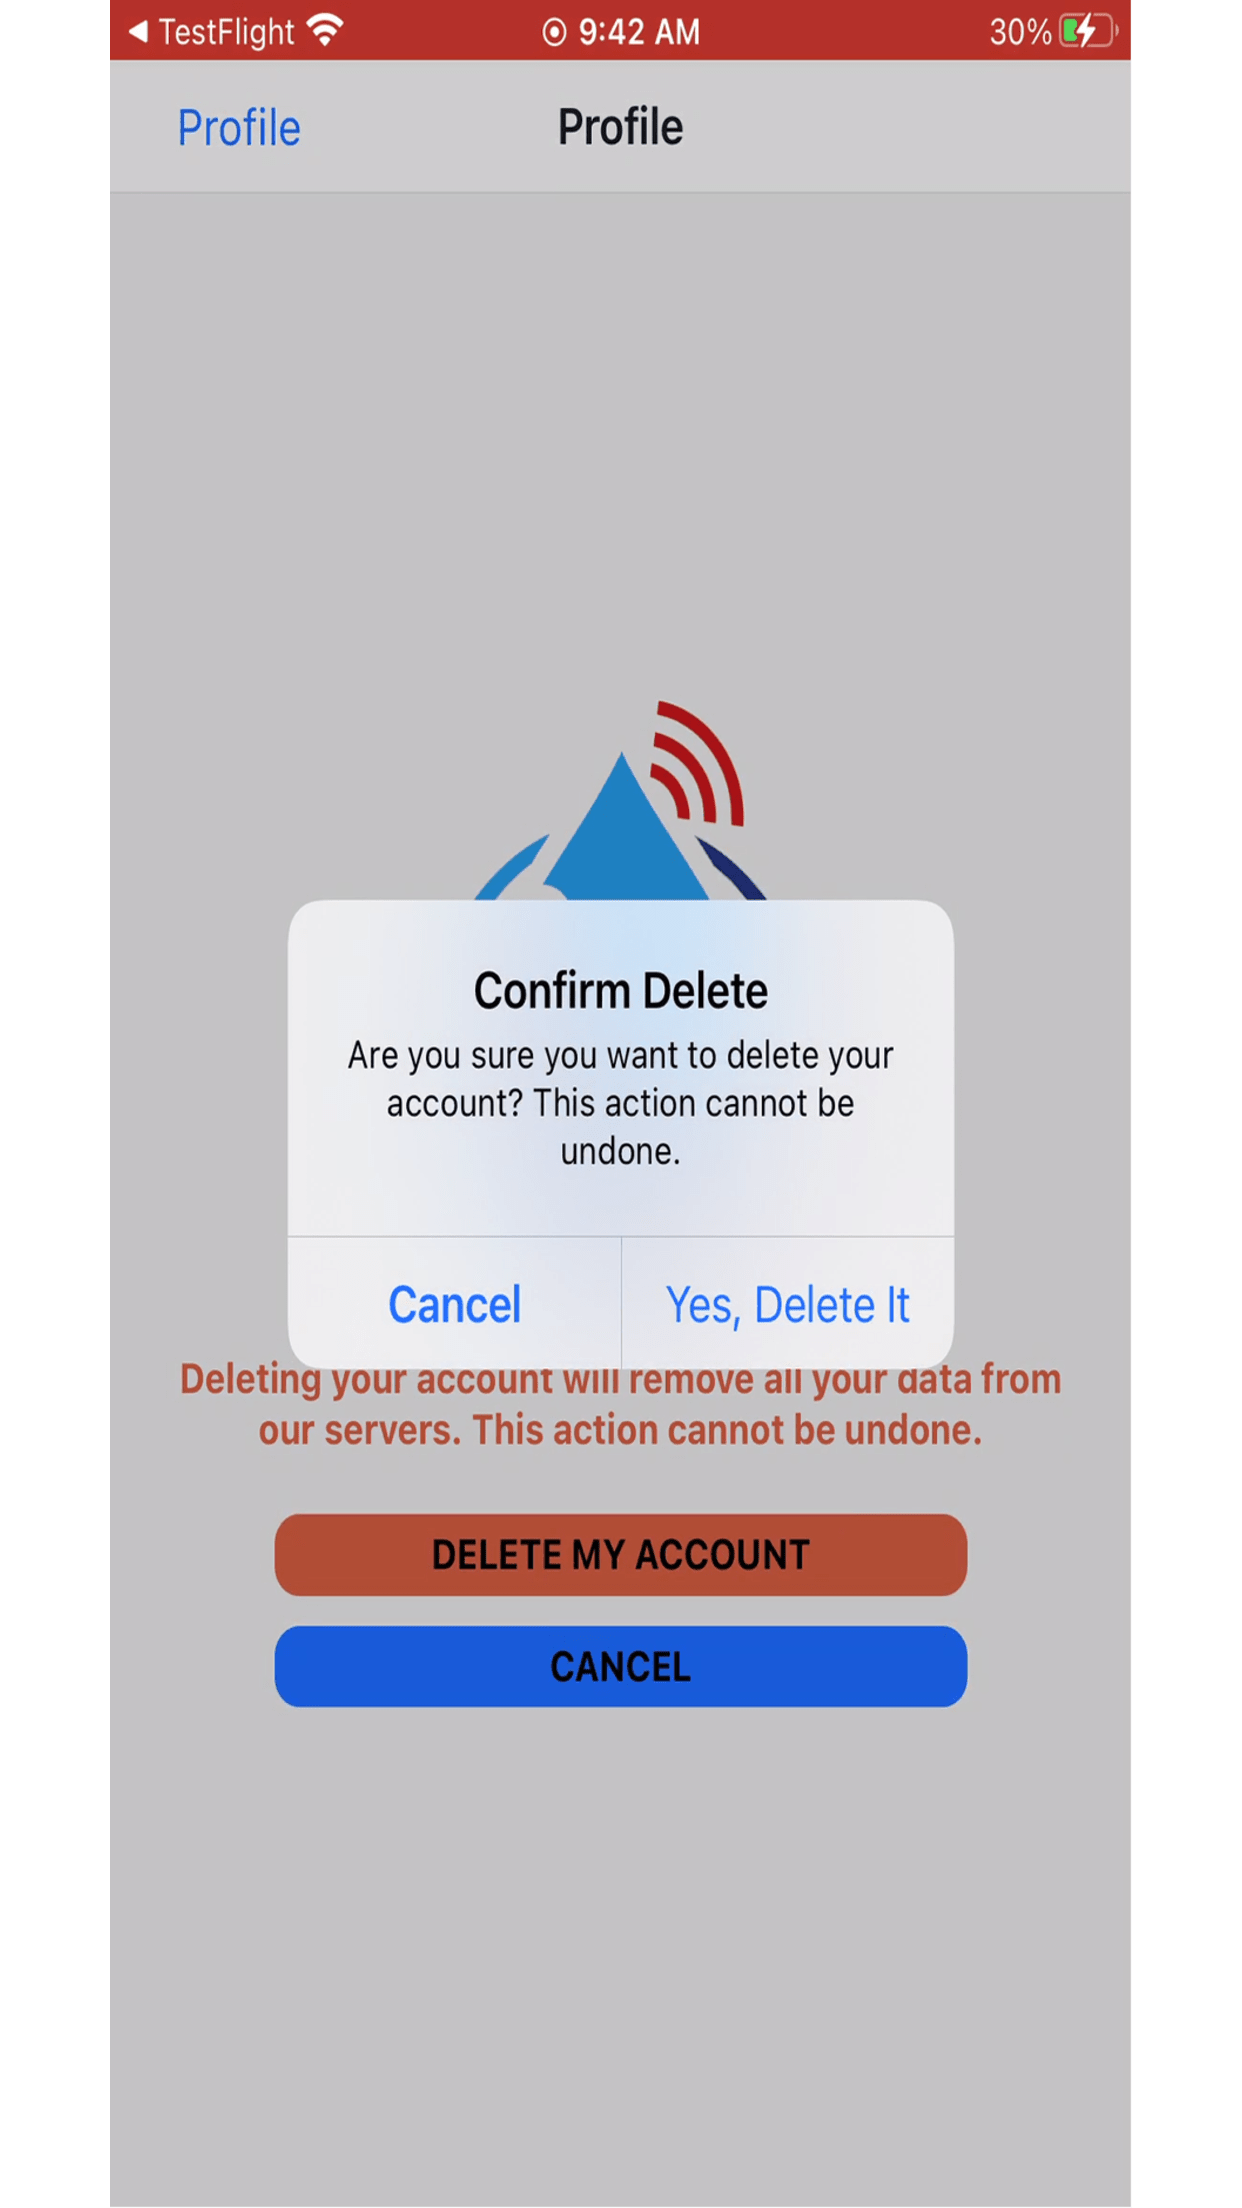 TestFlight 9:42 AM 30%
Profile Profile
Confirm Delete
Are you sure you want to delete your
account? This action cannot be
undone.
Cancel Yes, Delete It
Deleting your account will remove all your data from
our servers. This action cannot be undone.
DELETE MY ACCOUNT
CANCEL